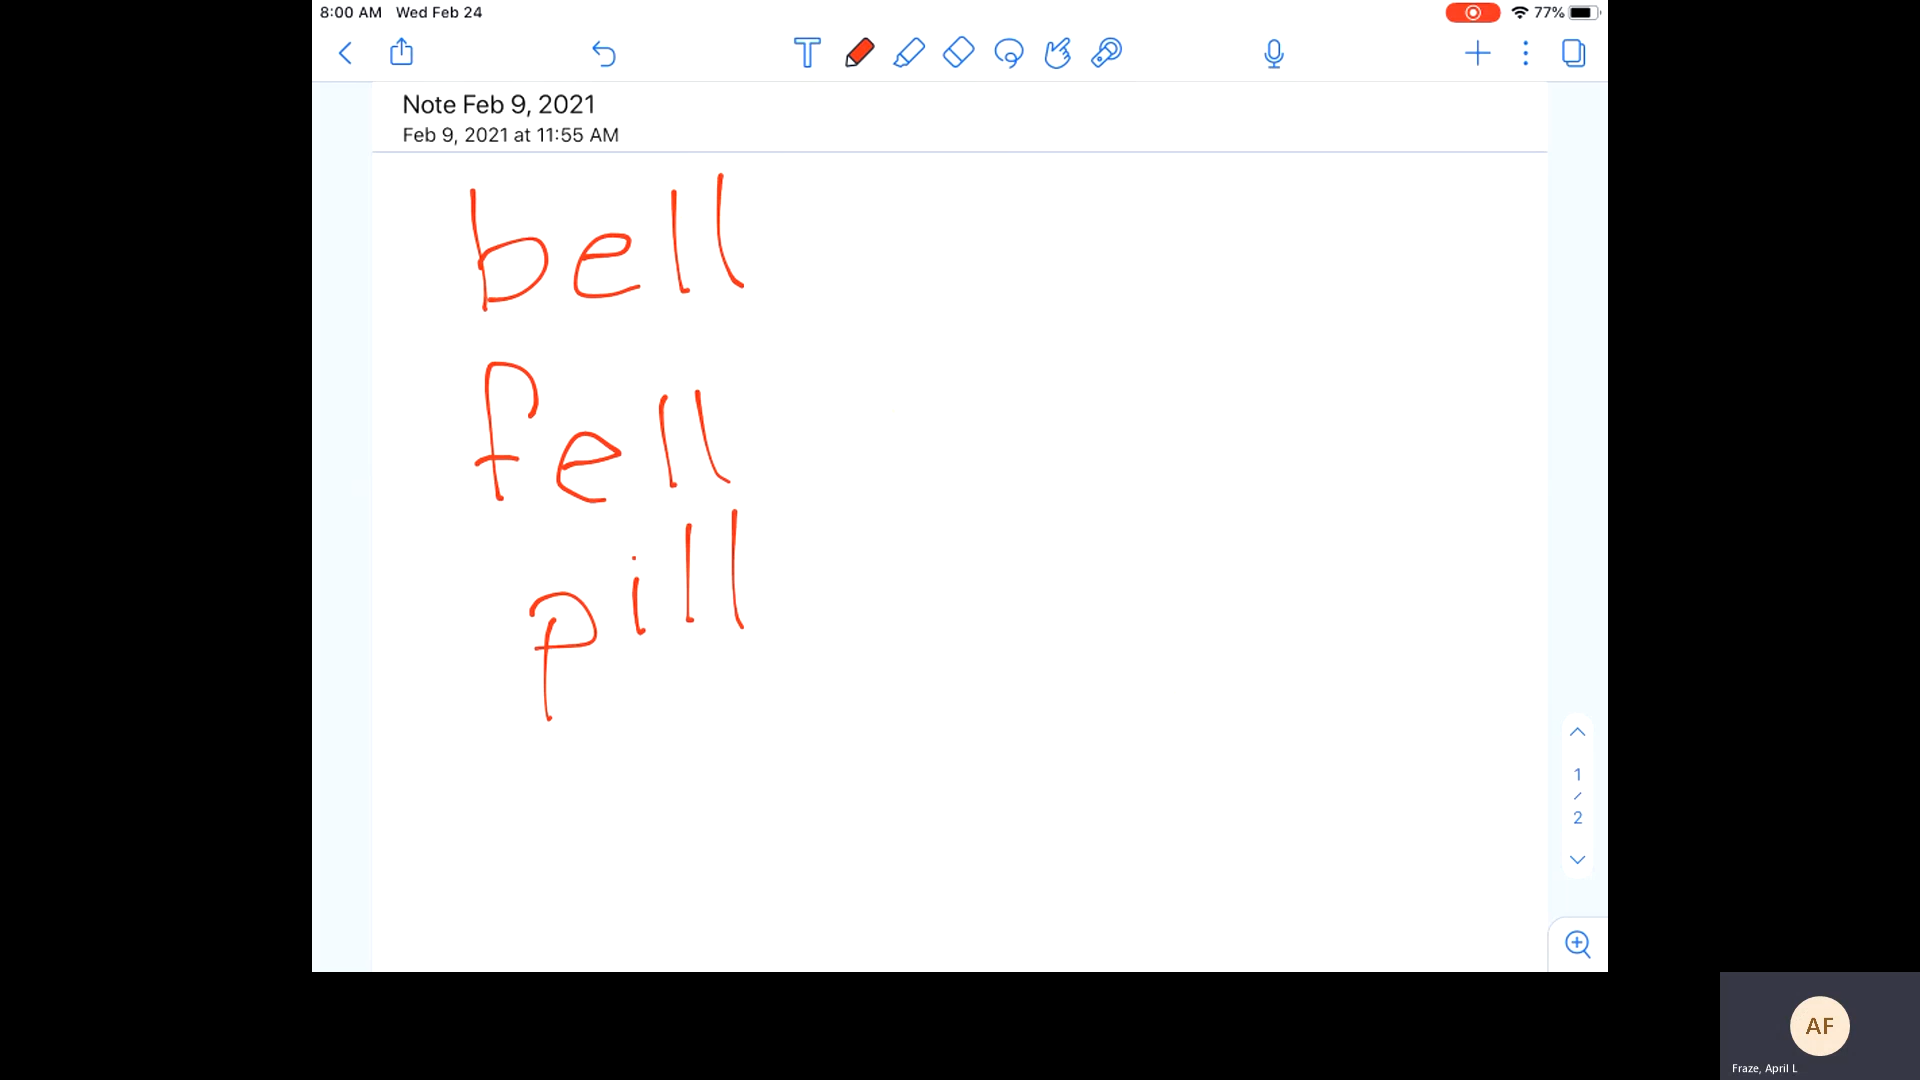 8:00 AM Wed Feb 24
77%
Note Feb 9, 2021
Feb 9, 2021 at 11:55 AM
bell
fell
pill
1
/
2
AF
Fraze, April L